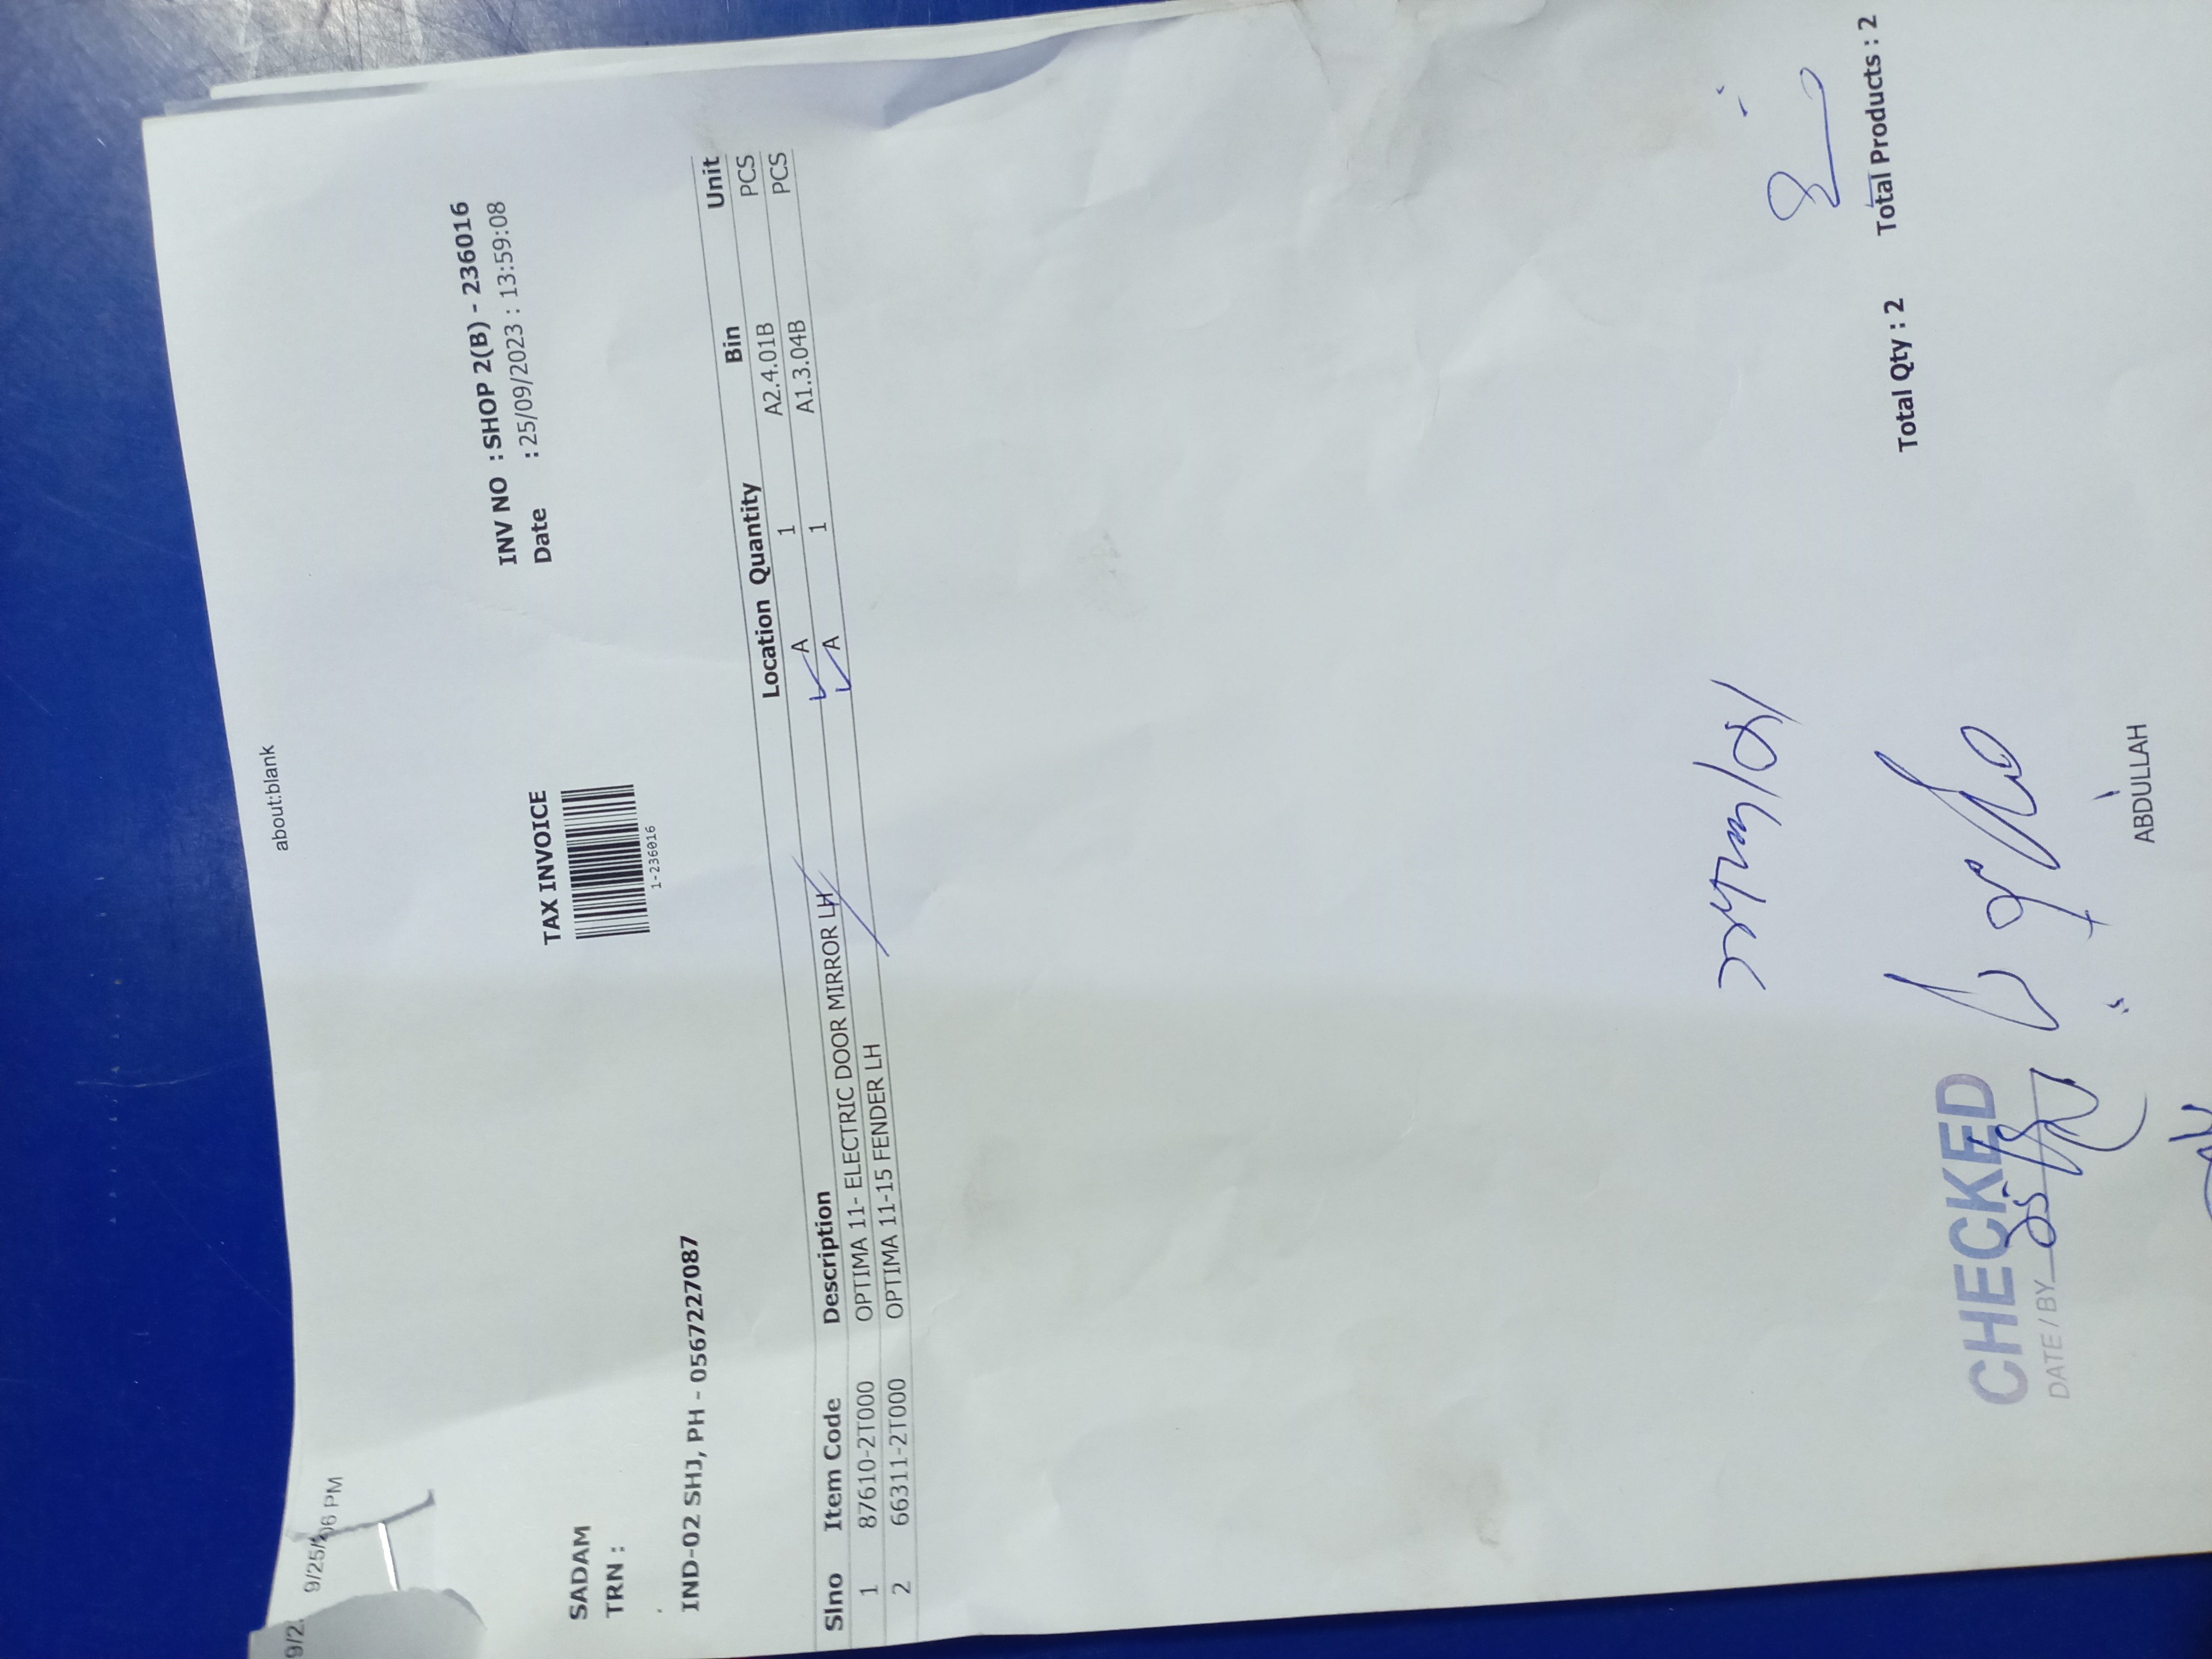 9/2
9/25/ 06 PM
about:blank
TAX INVOICE
1-236016
SADAM
TRN :
INV NO : SHOP 2(B) - 236016
Date : 25/09/2023 : 13:59:08
IND-02 SHJ, PH - 0567227087
Slno Item Code Description Location Quantity Bin Unit
1 87610-2T000 OPTIMA 11- ELECTRIC DOOR MIRROR LH A 1 A2.4.01B PCS
2 66311-2T000 OPTIMA 11-15 FENDER LH A 1 A1.3.04B PCS
Total Qty : 2 Total Products : 2
CHECKED
DATE / BY
ABDULLAH